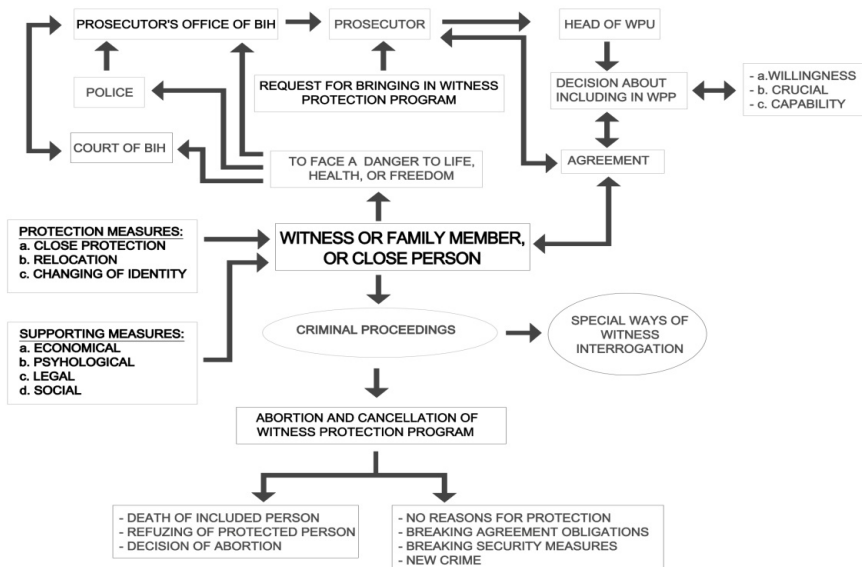 PROSECUTOR'S OFFICE OF BIH
PROSECUTOR
HEAD OF WPU
POLICE
REQUEST FOR BRINGING IN WITNESS
PROTECTION PROGRAM
DECISION ABOUT
INCLUDING IN WPP
- a.WILLINGNESS
- b. CRUCIAL
- c. CAPABILITY
COURT OF BIH
TO FACE A DANGER TO LIFE,
HEALTH, OR FREEDOM
AGREEMENT
PROTECTION MEASURES:
a. CLOSE PROTECTION
b. RELOCATION
c. CHANGING OF IDENTITY
WITNESS OR FAMILY MEMBER,
OR CLOSE PERSON
SUPPORTING MEASURES:
a. ECONOMICAL
b. PSYHOLOGICAL
c. LEGAL
d. SOCIAL
CRIMINAL PROCEEDINGS
SPECIAL WAYS OF
WITNESS
INTERROGATION
ABORTION AND CANCELLATION OF
WITNESS PROTECTION PROGRAM
- DEATH OF INCLUDED PERSON
- REFUZING OF PROTECTED PERSON
- DECISION OF ABORTION
- NO REASONS FOR PROTECTION
- BREAKING AGREEMENT OBLIGATIONS
- BREAKING SECURITY MEASURES
- NEW CRIME